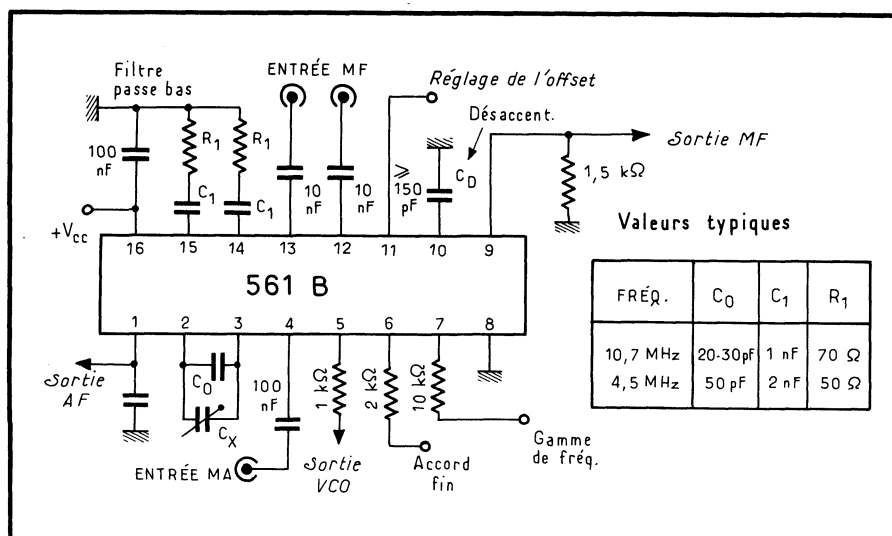 Filtre
passe bas
ENTRÉE MF
Réglage de l'offset
Désaccent.
Sortie MF
R1
R1
100
nF
C1
C1
10
nF
10
nF
≥
150
pF
CD
1,5 kΩ
+Vcc
16 15 14 13 12 11 10 9
561 B
1 2 3 4 5 6 7 8
Sortie
AF
C0
CX
100
nF
1 kΩ
2 kΩ
10 kΩ
ENTRÉE MA
Sortie
VCO
Accord
fin
Gamme
de fréq.
Valeurs typiques
FRÉQ. C0 C1 R1
10,7 MHz 20-30pF 1 nF 70 Ω
4,5 MHz 50 pF 2 nF 50 Ω